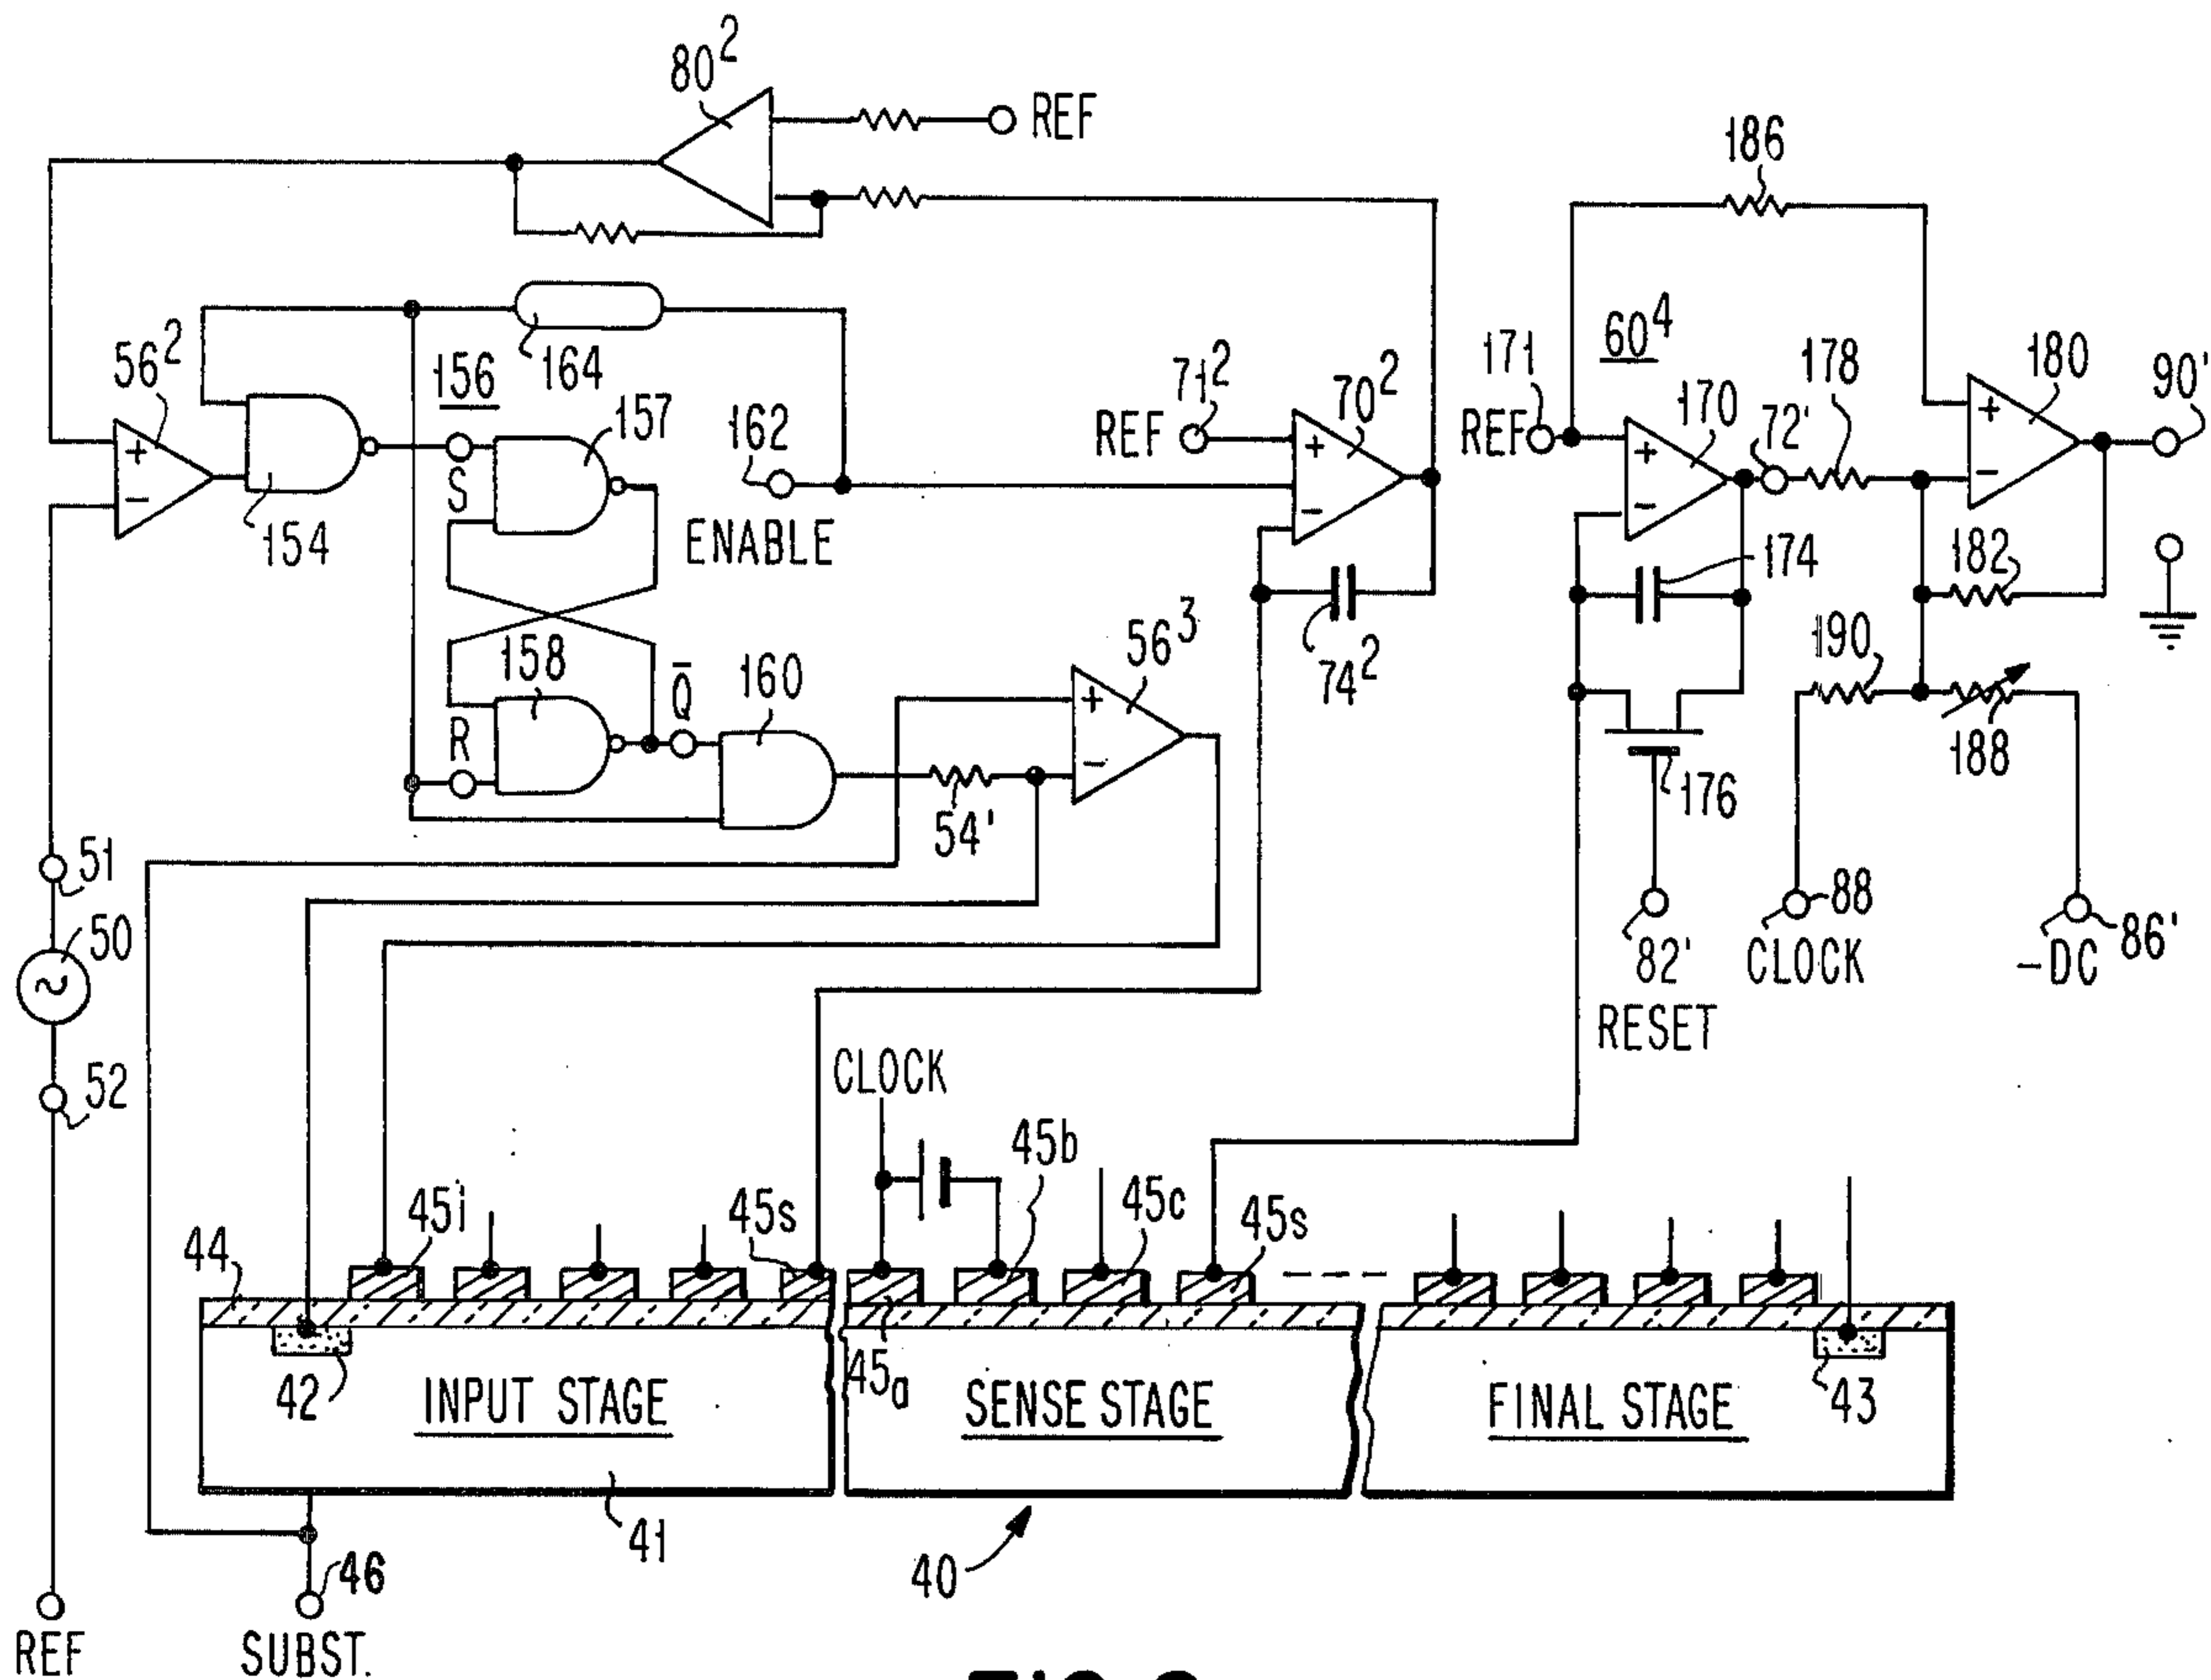 80²
REF
186
56²
164
156
157
162
S
154
ENABLE
71²
REF
70²
171
REF
60⁴
170
72'
178
180
90'
174
182
190
188
176
74²
56³
158
Q̄
160
R
54'
51
50
52
82'
RESET
CLOCK
88
-DC
86'
CLOCK
44
45i
45s
45b
45c
45s
42
INPUT STAGE
45a
SENSE STAGE
FINAL STAGE
43
41
40
46
REF
SUBST.
+
-
+
-
+
-
+
-
+
-